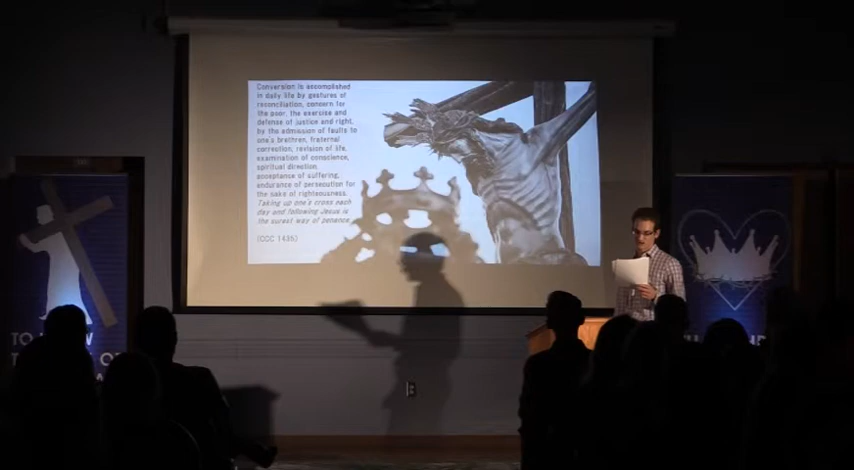 Conversion is accomplished
in daily life by gestures of
reconciliation, concern for
the poor, the exercise and
defense of justice and right,
by the admission of faults to
one's brethren, fraternal
correction, revision of life,
examination of conscience,
spiritual direction,
acceptance of suffering,
endurance of persecution for
the sake of righteousness.
Taking up one's cross each
day and following Jesus is
the surest way of penance.
(CCC 1435)